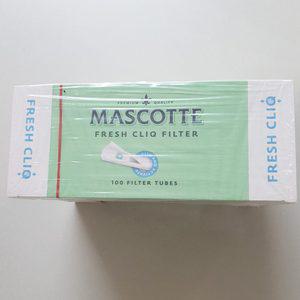 PREMIUM QUALITY
MASCOTTE
FRESH CLIQ FILTER
100 FILTER TUBES
FRESH CLIQ
FRESH CLIQ